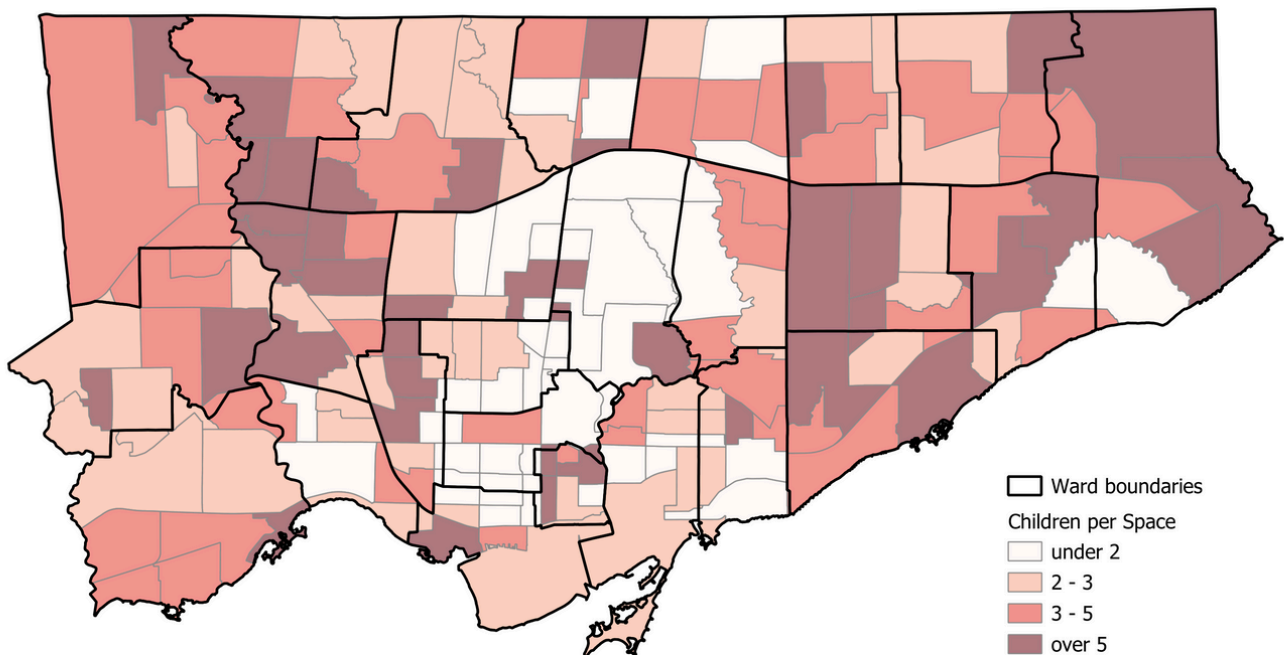 Ward boundaries
Children per Space
under 2
2 - 3
3 - 5
over 5